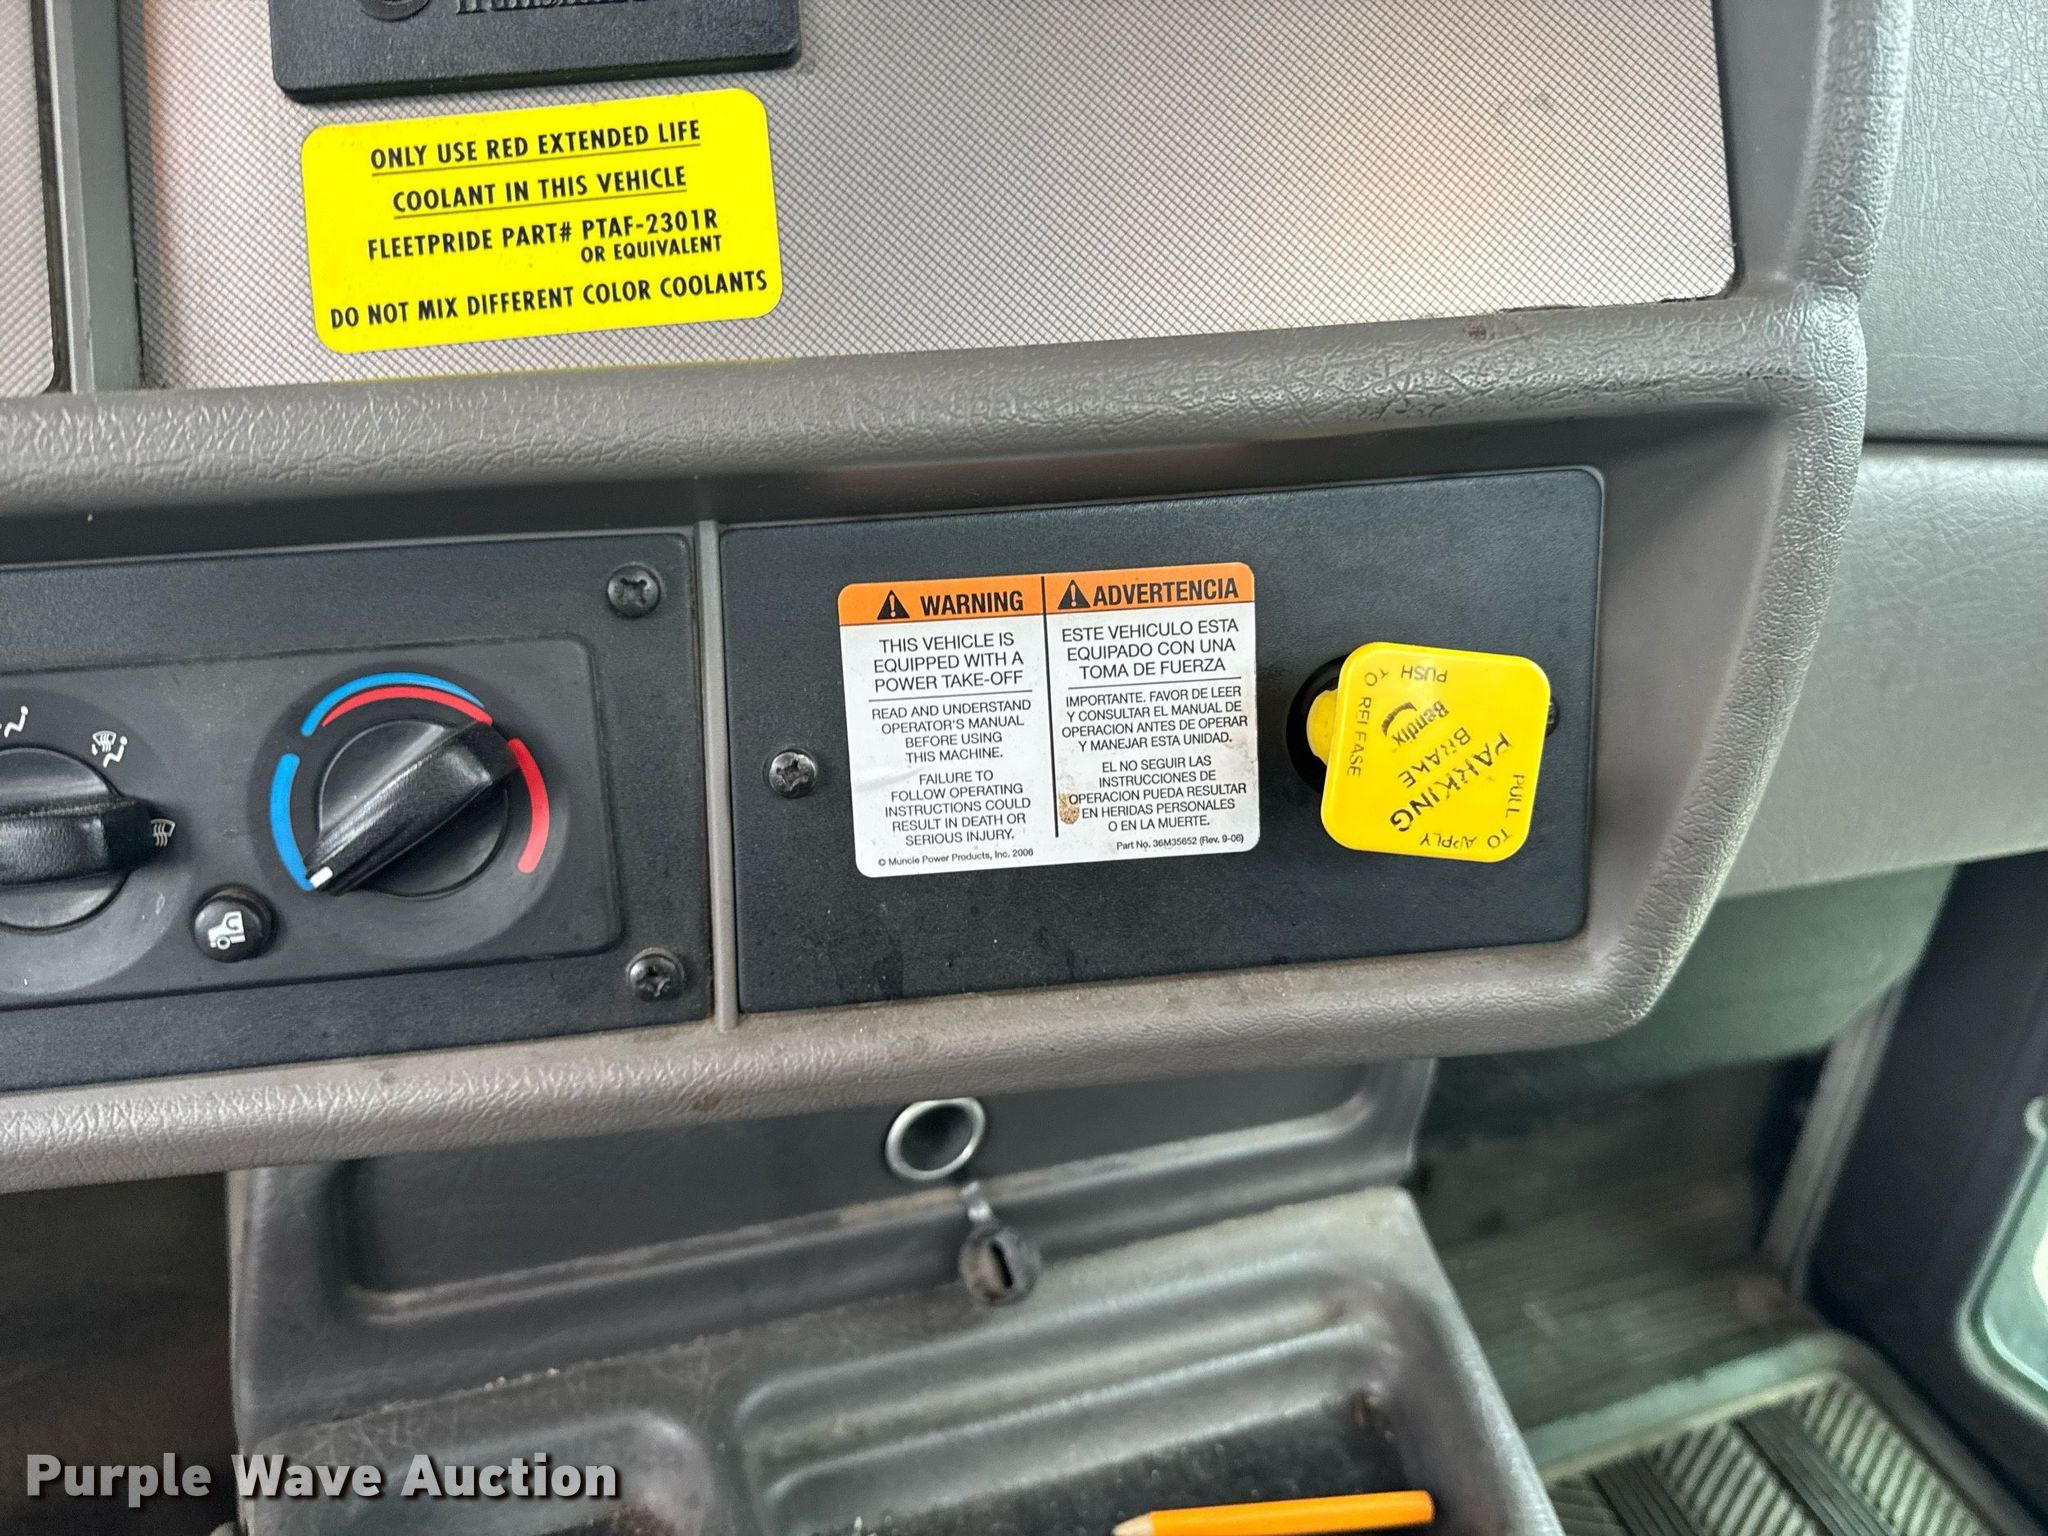 ONLY USE RED EXTENDED LIFE
COOLANT IN THIS VEHICLE
FLEETPRIDE PART# PTAF-2301R
OR EQUIVALENT
DO NOT MIX DIFFERENT COLOR COOLANTS
WARNING
THIS VEHICLE IS
EQUIPPED WITH A
POWER TAKE-OFF
READ AND UNDERSTAND
OPERATOR'S MANUAL
BEFORE USING
THIS MACHINE.
FAILURE TO
FOLLOW OPERATING
INSTRUCTIONS COULD
RESULT IN DEATH OR
SERIOUS INJURY.
© Muncie Power Products, Inc. 2006
ADVERTENCIA
ESTE VEHICULO ESTA
EQUIPADO CON UNA
TOMA DE FUERZA
IMPORTANTE. FAVOR DE LEER
Y CONSULTAR EL MANUAL DE
OPERACION ANTES DE OPERAR
Y MANEJAR ESTA UNIDAD.
EL NO SEGUIR LAS
INSTRUCCIONES DE
OPERACION PUEDA RESULTAR
EN HERIDAS PERSONALES
O EN LA MUERTE.
Part No. 36M35652 (Rev. 9-06)
PUSH TO RELEASE
Bendix
PARKING
BRAKE
PULL TO APPLY
Purple Wave Auction